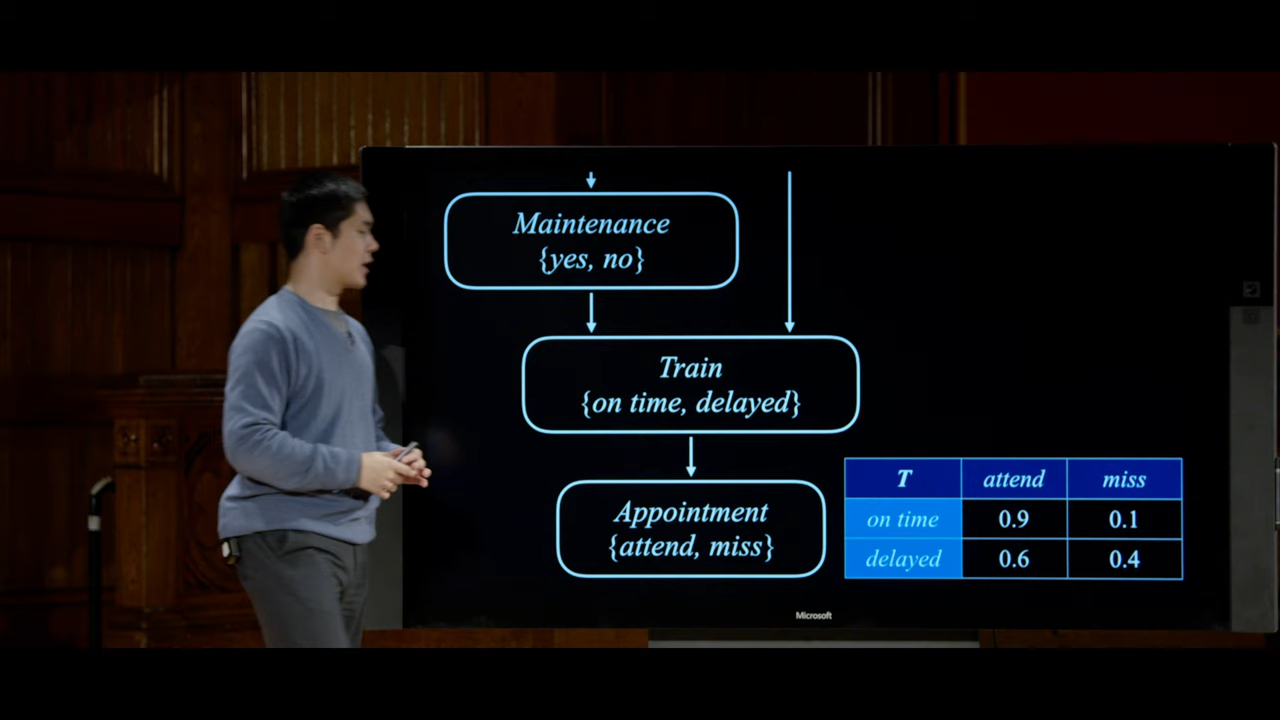 Maintenance
{yes, no}
Train
{on time, delayed}
Appointment
{attend, miss}
T attend miss
on time 0.9 0.1
delayed 0.6 0.4
Microsoft